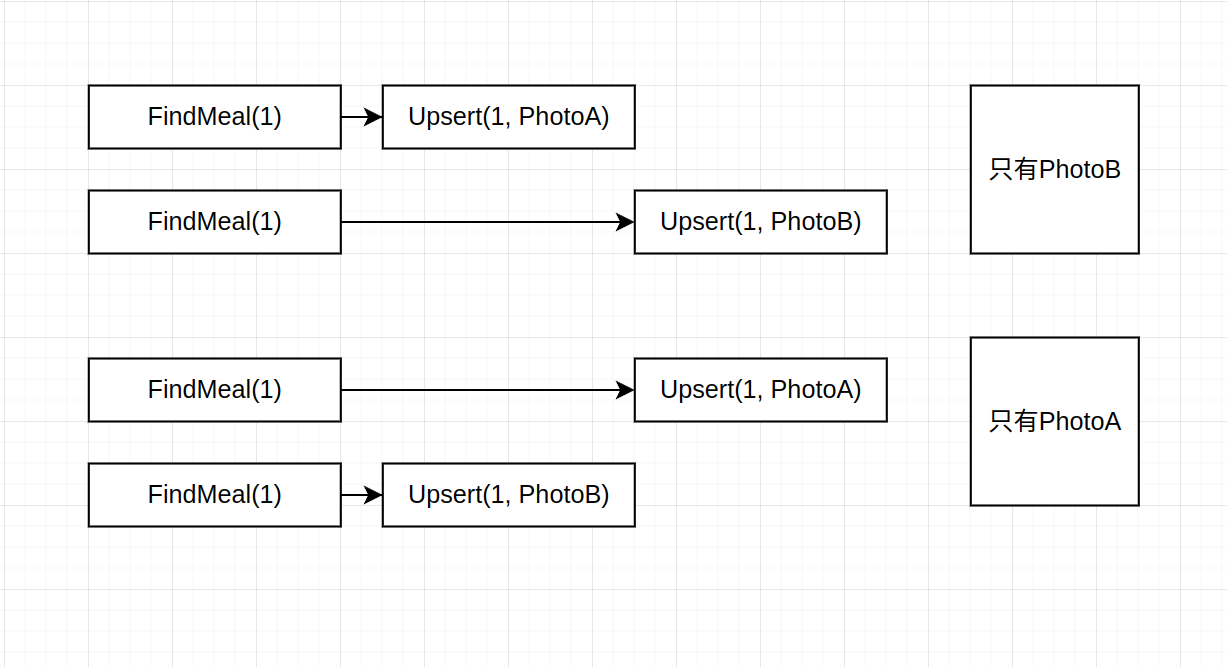 FindMeal(1)
Upsert(1, PhotoA)
FindMeal(1)
Upsert(1, PhotoB)
只有PhotoB
FindMeal(1)
Upsert(1, PhotoA)
FindMeal(1)
Upsert(1, PhotoB)
只有PhotoA